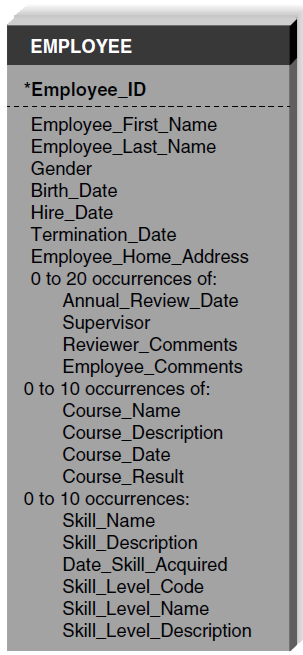 EMPLOYEE
*Employee_ID
Employee_First_Name
Employee_Last_Name
Gender
Birth_Date
Hire_Date
Termination_Date
Employee_Home_Address
0 to 20 occurrences of:
Annual_Review_Date
Supervisor
Reviewer_Comments
Employee_Comments
0 to 10 occurrences of:
Course_Name
Course_Description
Course_Date
Course_Result
0 to 10 occurrences:
Skill_Name
Skill_Description
Date_Skill_Acquired
Skill_Level_Code
Skill_Level_Name
Skill_Level_Description